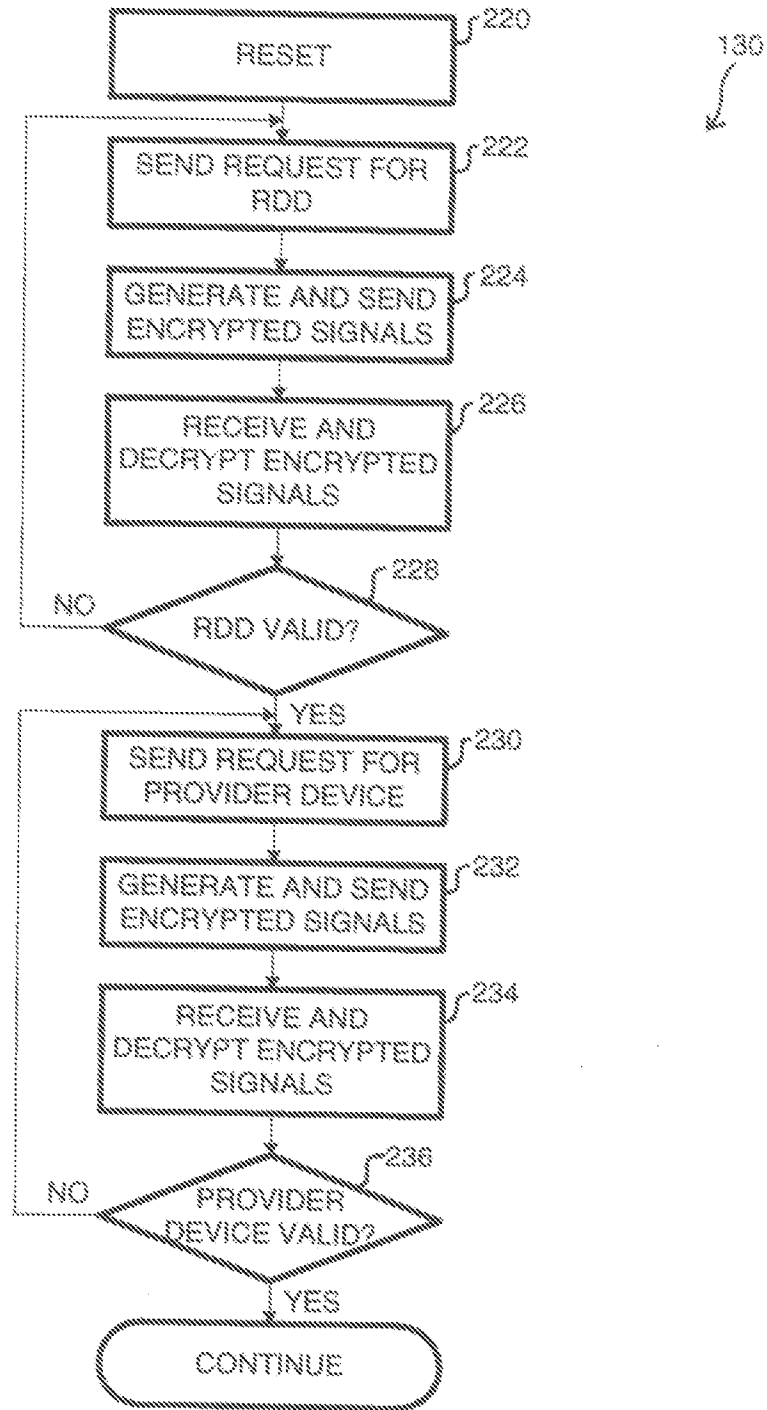 220
RESET
130
222
SEND REQUEST FOR
RDD
224
GENERATE AND SEND
ENCRYPTED SIGNALS
226
RECEIVE AND
DECRYPT ENCRYPTED
SIGNALS
228
NO
RDD VALID?
YES
230
SEND REQUEST FOR
PROVIDER DEVICE
232
GENERATE AND SEND
ENCRYPTED SIGNALS
234
RECEIVE AND
DECRYPT ENCRYPTED
SIGNALS
236
NO
PROVIDER
DEVICE VALID?
YES
CONTINUE